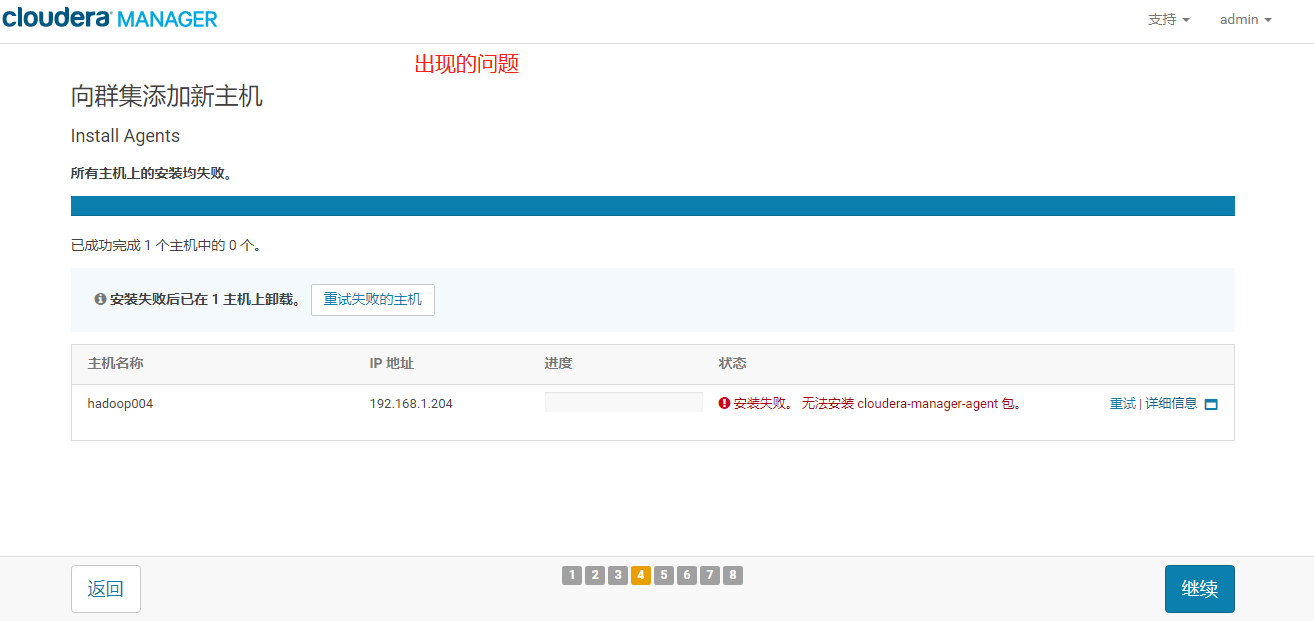 cloudera MANAGER
支持 admin
出现的问题
向群集添加新主机
Install Agents
所有主机上的安装均失败。
已成功完成 1 个主机中的 0 个。
安装失败后已在 1 主机上卸载。 重试失败的主机
主机名称 IP 地址 进度 状态
hadoop004 192.168.1.204 安装失败。 无法安装 cloudera-manager-agent 包。 重试 | 详细信息
返回 1 2 3 4 5 6 7 8 继续